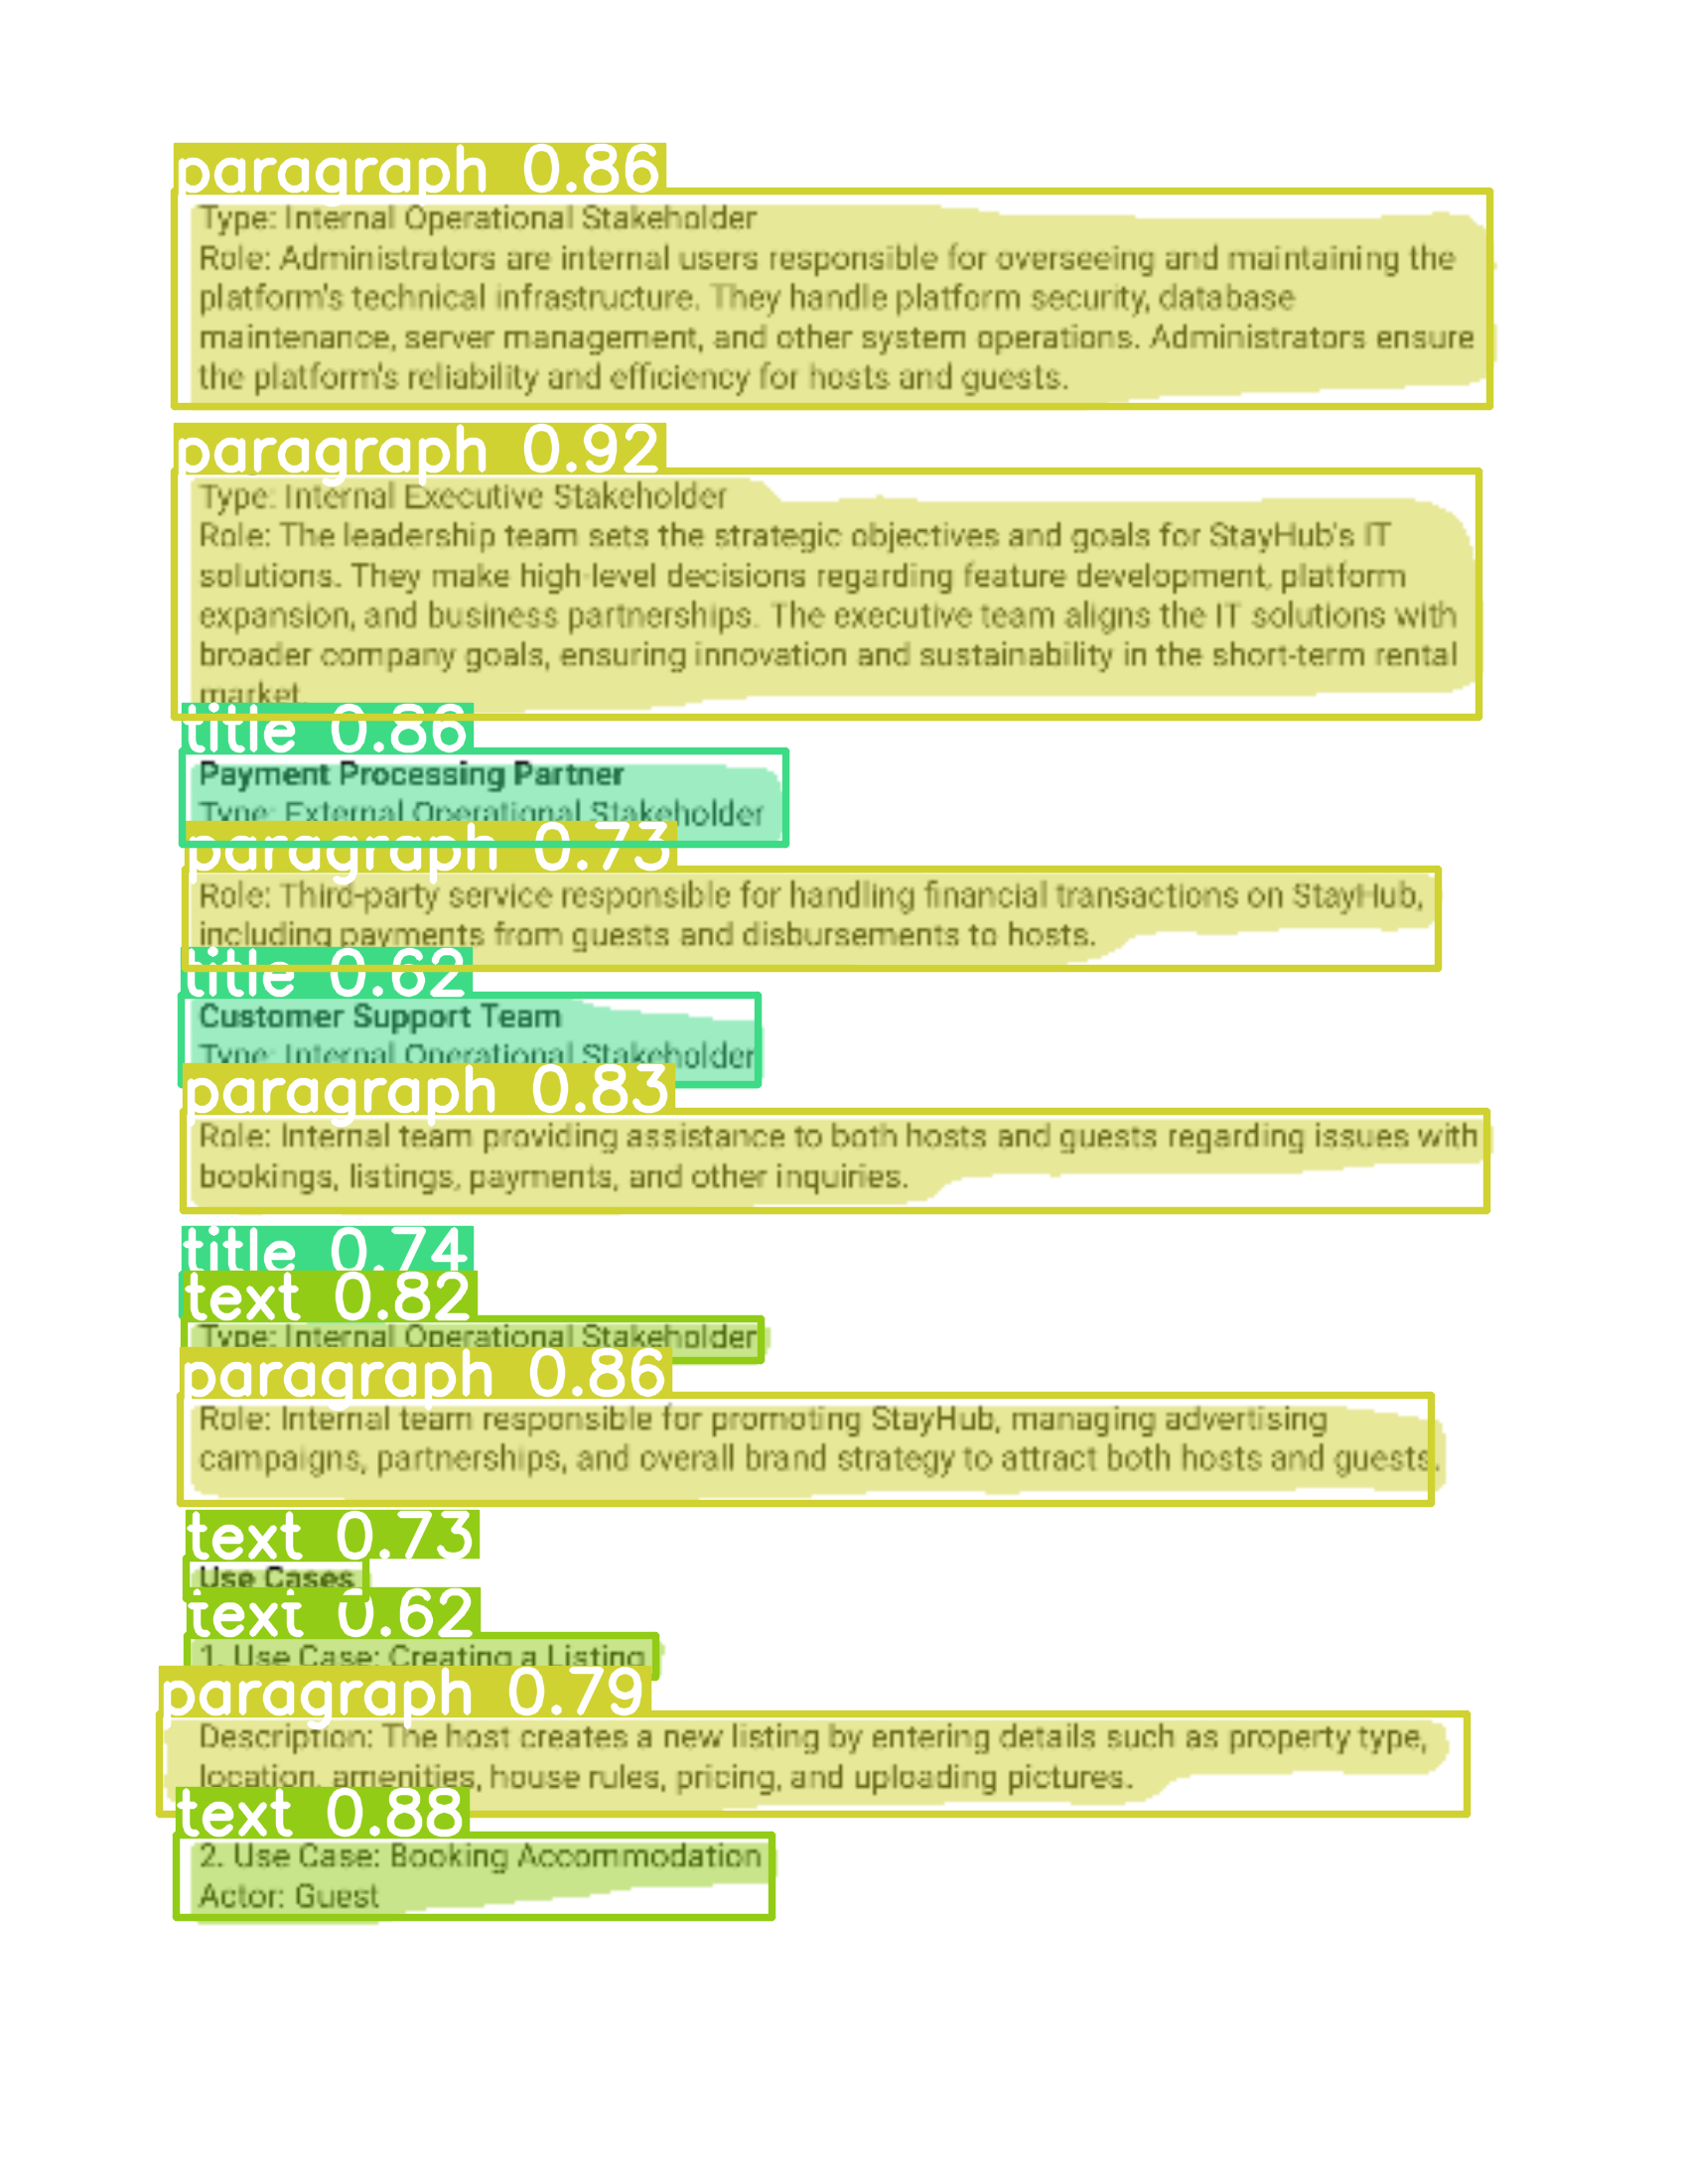 paragraph 0.86
Type: Internal Operational Stakeholder
Role: Administrators are internal users responsible for overseeing and maintaining the
platform's technical infrastructure. They handle platform security, database
maintenance, server management, and other system operations. Administrators ensure
the platform's reliability and efficiency for hosts and guests.
paragraph 0.92
Type: Internal Executive Stakeholder
Role: The leadership team sets the strategic objectives and goals for StayHub's IT
solutions. They make high-level decisions regarding feature development, platform
expansion, and business partnerships. The executive team aligns the IT solutions with
broader company goals, ensuring innovation and sustainability in the short-term rental
market.
title 0.86
Payment Processing Partner
Type: External Operational Stakeholder
paragraph 0.73
Role: Third-party service responsible for handling financial transactions on StayHub,
including payments from guests and disbursements to hosts.
title 0.62
Customer Support Team
Type: Internal Operational Stakeholder
paragraph 0.83
Role: Internal team providing assistance to both hosts and guests regarding issues with
bookings, listings, payments, and other inquiries.
title 0.74
text 0.82
Type: Internal Operational Stakeholder
paragraph 0.86
Role: Internal team responsible for promoting StayHub, managing advertising
campaigns, partnerships, and overall brand strategy to attract both hosts and guests.
text 0.73
Use Cases
text 0.62
1. Use Case: Creating a Listing
paragraph 0.79
Description: The host creates a new listing by entering details such as property type,
location, amenities, house rules, pricing, and uploading pictures.
text 0.88
2. Use Case: Booking Accommodation
Actor: Guest